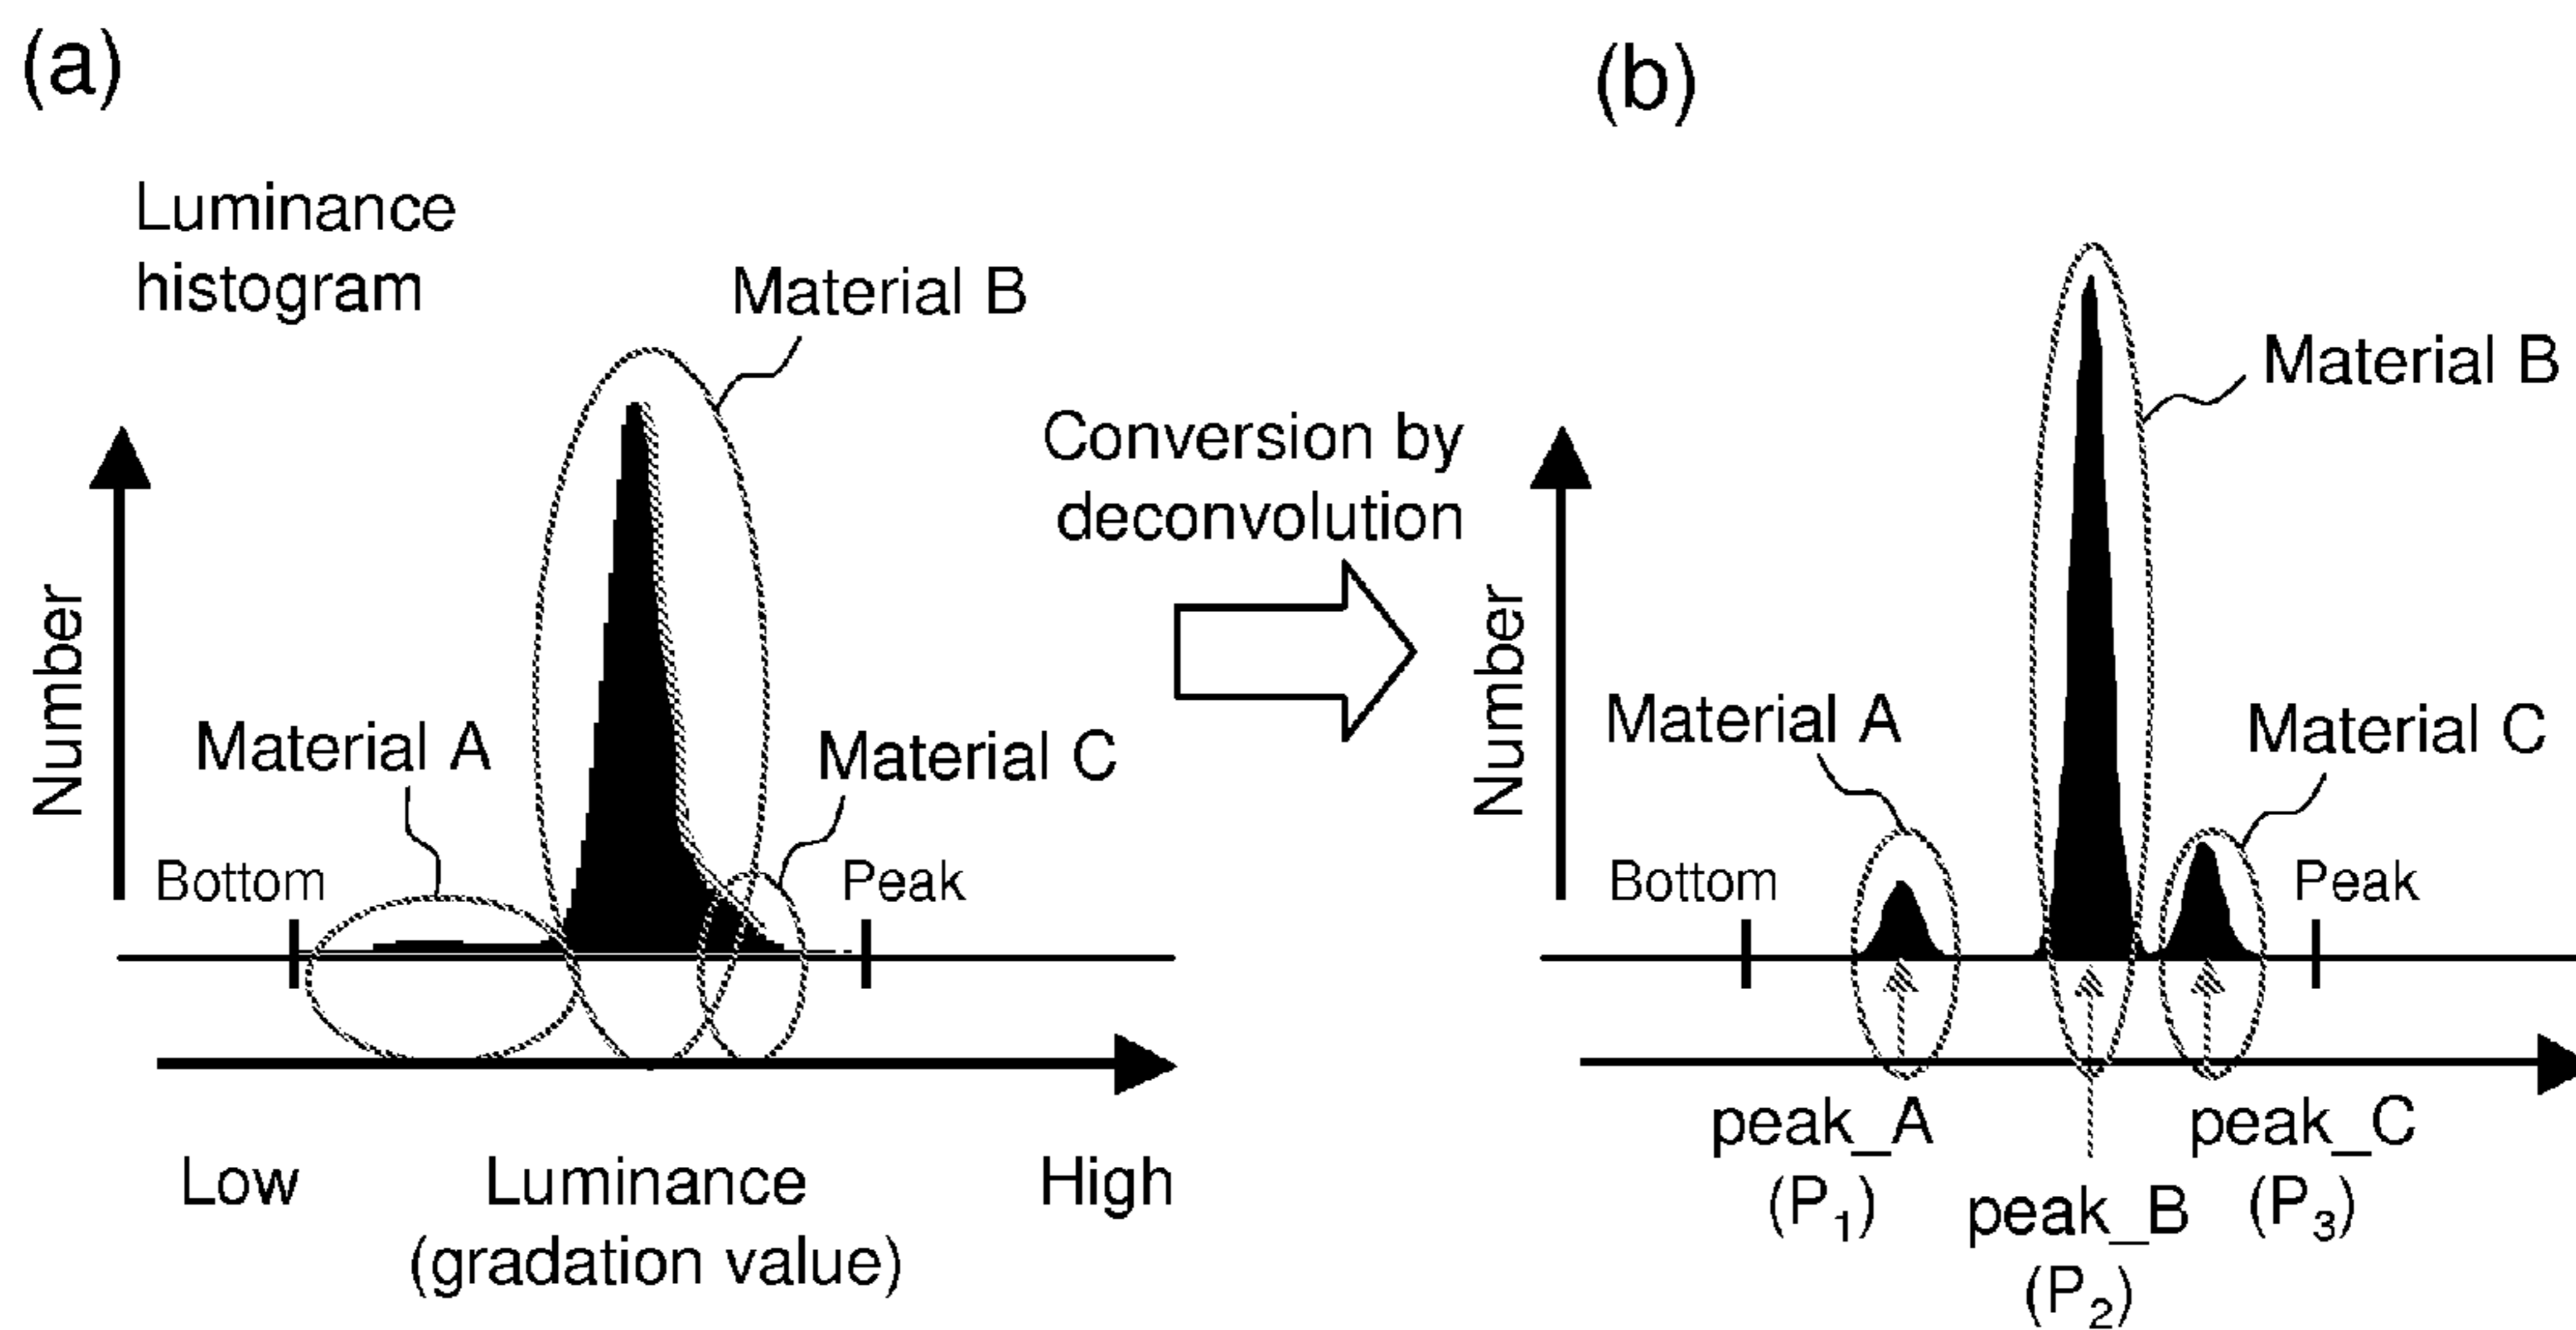 (a)
Luminance
histogram
Material B
Number
Material A
Material C
Bottom
Peak
Low
Luminance
High
(gradation value)
Conversion by
deconvolution
(b)
Material B
Number
Material A
Material C
Bottom
Peak
peak_A
(P₁)
peak_B
(P₂)
peak_C
(P₃)